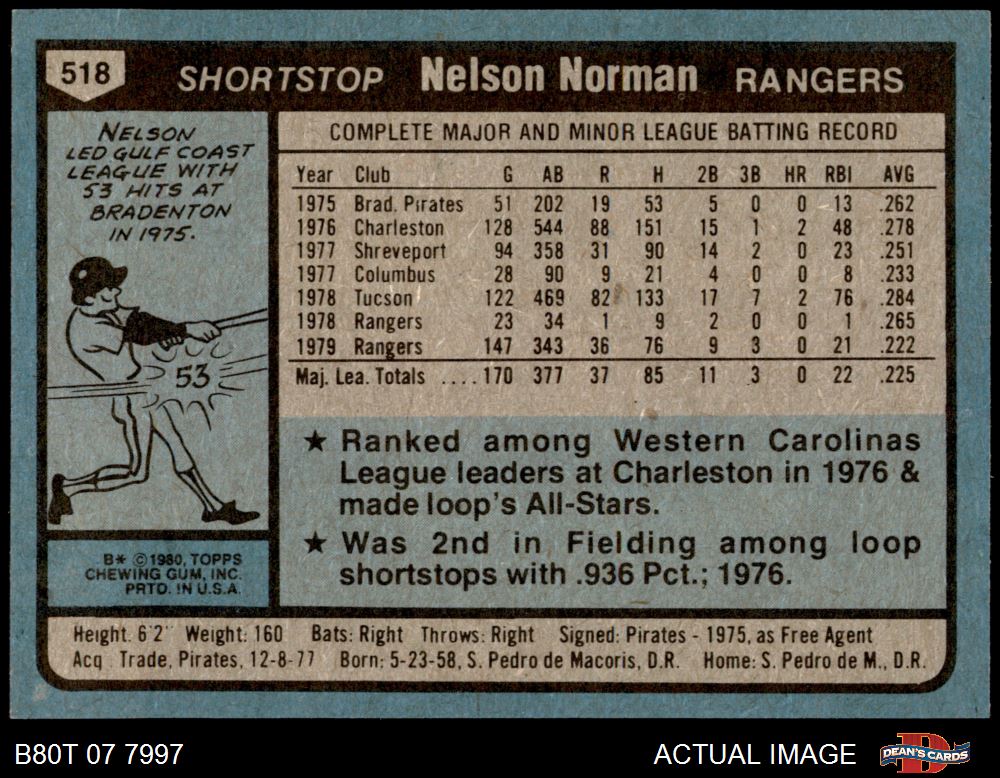 518 SHORTSTOP Nelson Norman RANGERS
NELSON
LED GULF COAST
LEAGUE WITH
53 HITS AT
BRADENTON
IN 1975.
53
B* ©1980, TOPPS
CHEWING GUM, INC.
PRTD. IN U.S.A.
COMPLETE MAJOR AND MINOR LEAGUE BATTING RECORD
Year Club G AB R H 2B 3B HR RBI AVG
1975 Brad. Pirates 51 202 19 53 5 0 0 13 .262
1976 Charleston 128 544 88 151 15 1 2 48 .278
1977 Shreveport 94 358 31 90 14 2 0 23 .251
1977 Columbus 28 90 9 21 4 0 0 8 .233
1978 Tucson 122 469 82 133 17 7 2 76 .284
1978 Rangers 23 34 1 9 2 0 0 1 .265
1979 Rangers 147 343 36 76 9 3 0 21 .222
Maj. Lea. Totals ....170 377 37 85 11 3 0 22 .225
★ Ranked among Western Carolinas
League leaders at Charleston in 1976 &
made loop's All-Stars.
★ Was 2nd in Fielding among loop
shortstops with .936 Pct.; 1976.
Height: 6'2" Weight: 160 Bats: Right Throws: Right Signed: Pirates - 1975, as Free Agent
Acq Trade, Pirates, 12-8-77 Born: 5-23-58, S. Pedro de Macoris, D.R. Home: S. Pedro de M., D.R.
B80T 07 7997 ACTUAL IMAGE DEAN'S CARDS